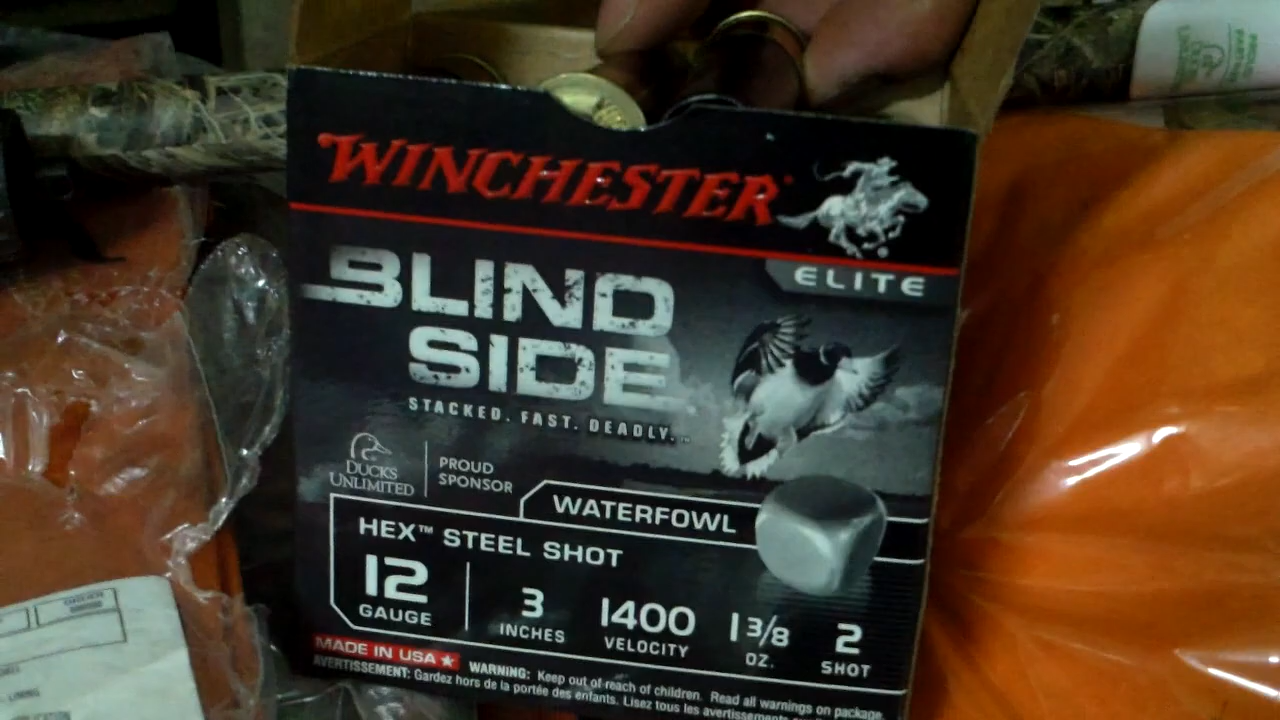 WINCHESTER
ELITE
BLIND
SIDE
STACKED. FAST. DEADLY.™
DUCKS
UNLIMITED
PROUD
SPONSOR
WATERFOWL
HEX™ STEEL SHOT
12
GAUGE
3
INCHES
1400
VELOCITY
1 3/8
OZ.
2
SHOT
MADE IN USA
WARNING: Keep out of reach of children. Read all warnings on package.
AVERTISSEMENT: Gardez hors de la portée des enfants. Lisez tous les avertissements